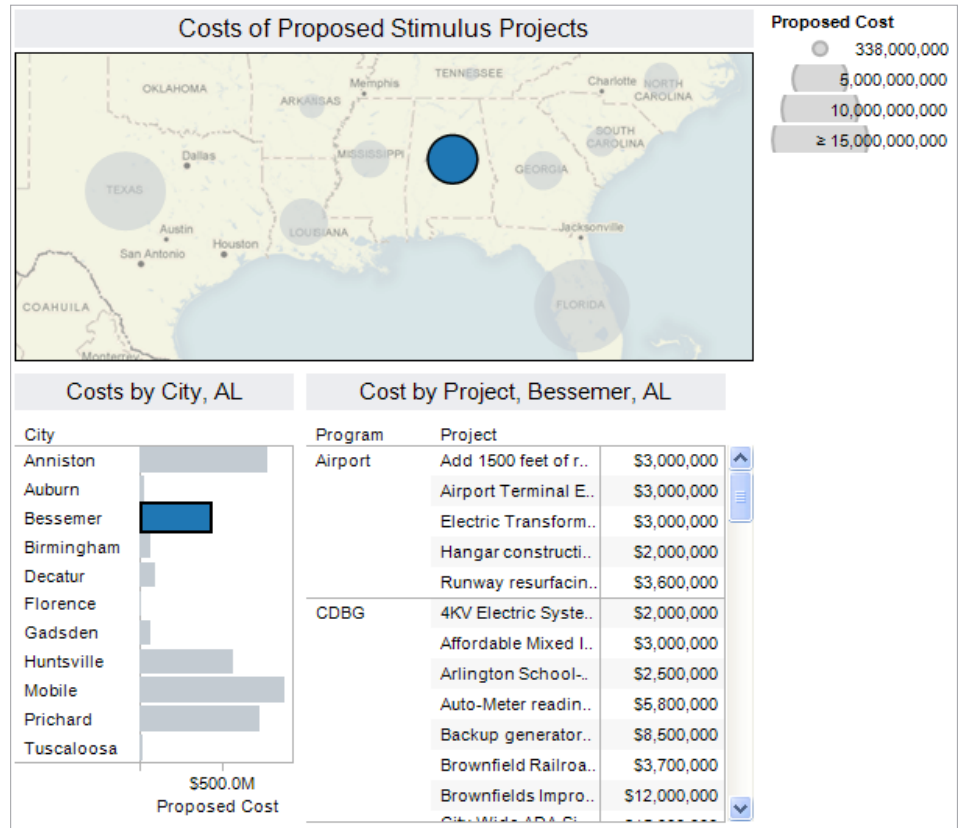 Costs of Proposed Stimulus Projects
Proposed Cost
338,000,000
5,000,000,000
10,000,000,000
≥ 15,000,000,000
OKLAHOMA
Memphis
TENNESSEE
Charlotte
NORTH
CAROLINA
ARKANSAS
SOUTH
CAROLINA
Dallas
MISSISSIPPI
GEORGIA
TEXAS
Austin
Houston
LOUISIANA
Jacksonville
San Antonio
COAHUILA
FLORIDA
Monterrey
Costs by City, AL
City
Anniston
Auburn
Bessemer
Birmingham
Decatur
Florence
Gadsden
Huntsville
Mobile
Prichard
Tuscaloosa
$500.0M
Proposed Cost
Cost by Project, Bessemer, AL
Program Project
Airport Add 1500 feet of r.. $3,000,000
Airport Terminal E.. $3,000,000
Electric Transform.. $3,000,000
Hangar constructi.. $2,000,000
Runway resurfacin.. $3,600,000
CDBG 4KV Electric Syste.. $2,000,000
Affordable Mixed I.. $3,000,000
Arlington School-.. $2,500,000
Auto-Meter readin.. $5,800,000
Backup generator.. $8,500,000
Brownfield Railroa.. $3,700,000
Brownfields Impro.. $12,000,000